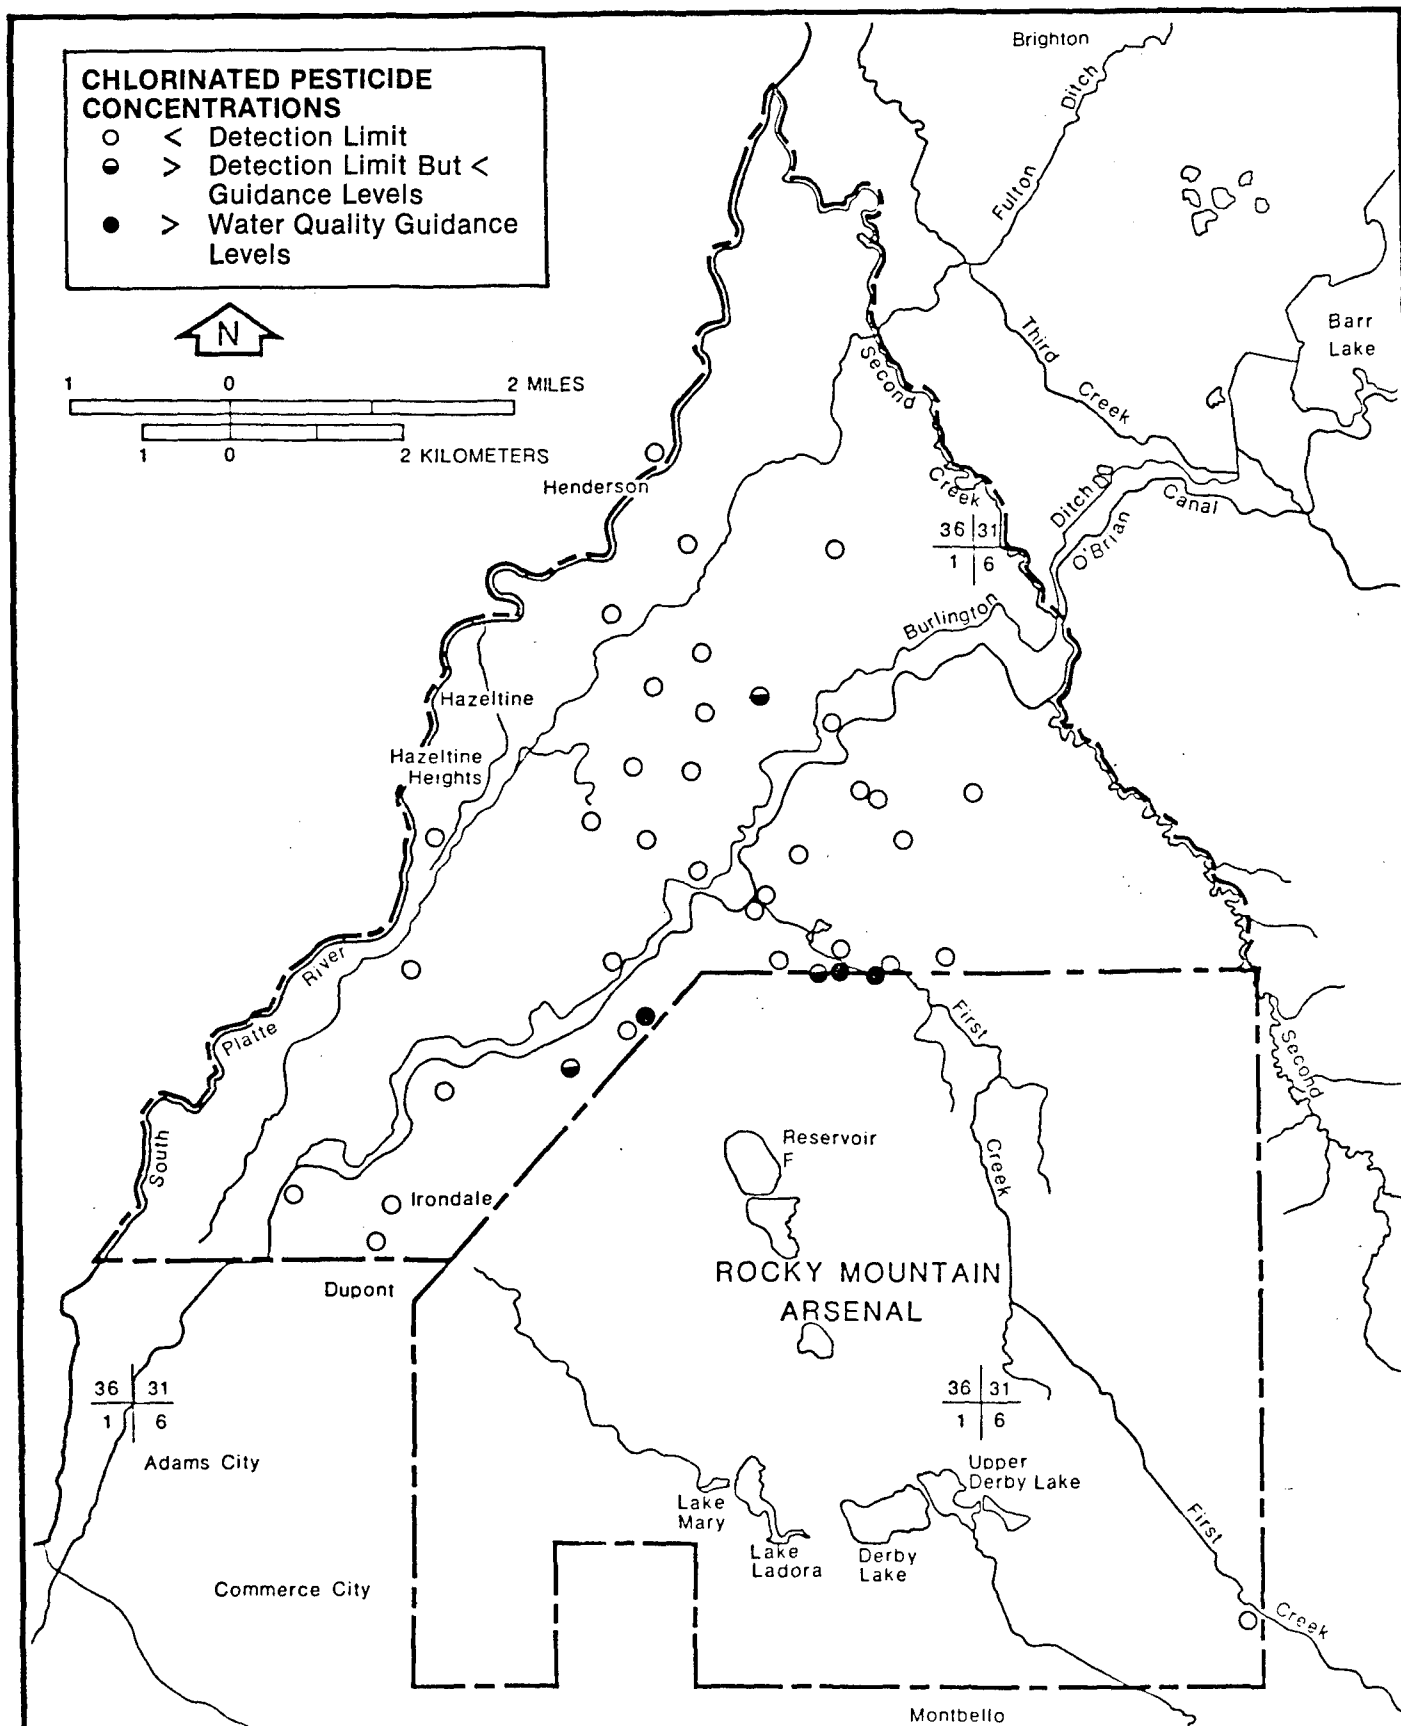 CHLORINATED PESTICIDE
CONCENTRATIONS
< Detection Limit
> Detection Limit But <
Guidance Levels
> Water Quality Guidance
Levels
N
1 0 2 MILES
1 0 2 KILOMETERS
Brighton
Fulton Ditch
Barr
Lake
Third Creek
Second Creek
Henderson
36 31
1 6
Ditch
O'Brian Canal
Burlington
Hazeltine
Hazeltine
Heights
South Platte River
First Creek
Second
Reservoir
F
Irondale
Dupont
ROCKY MOUNTAIN
ARSENAL
36 31
1 6
36 31
1 6
Adams City
Upper
Derby Lake
Lake
Mary
Lake
Ladora
Derby
Lake
First Creek
Commerce City
Montbello